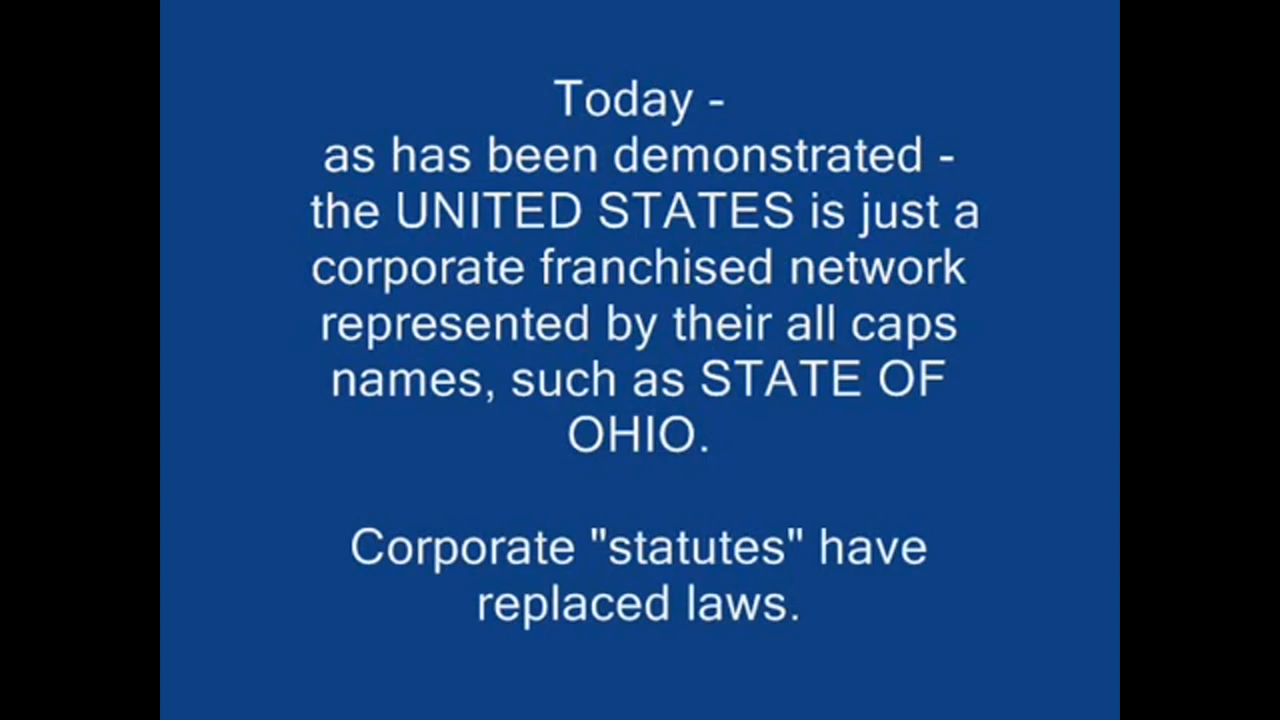 Today -
as has been demonstrated -
the UNITED STATES is just a
corporate franchised network
represented by their all caps
names, such as STATE OF
OHIO.
Corporate "statutes" have
replaced laws.